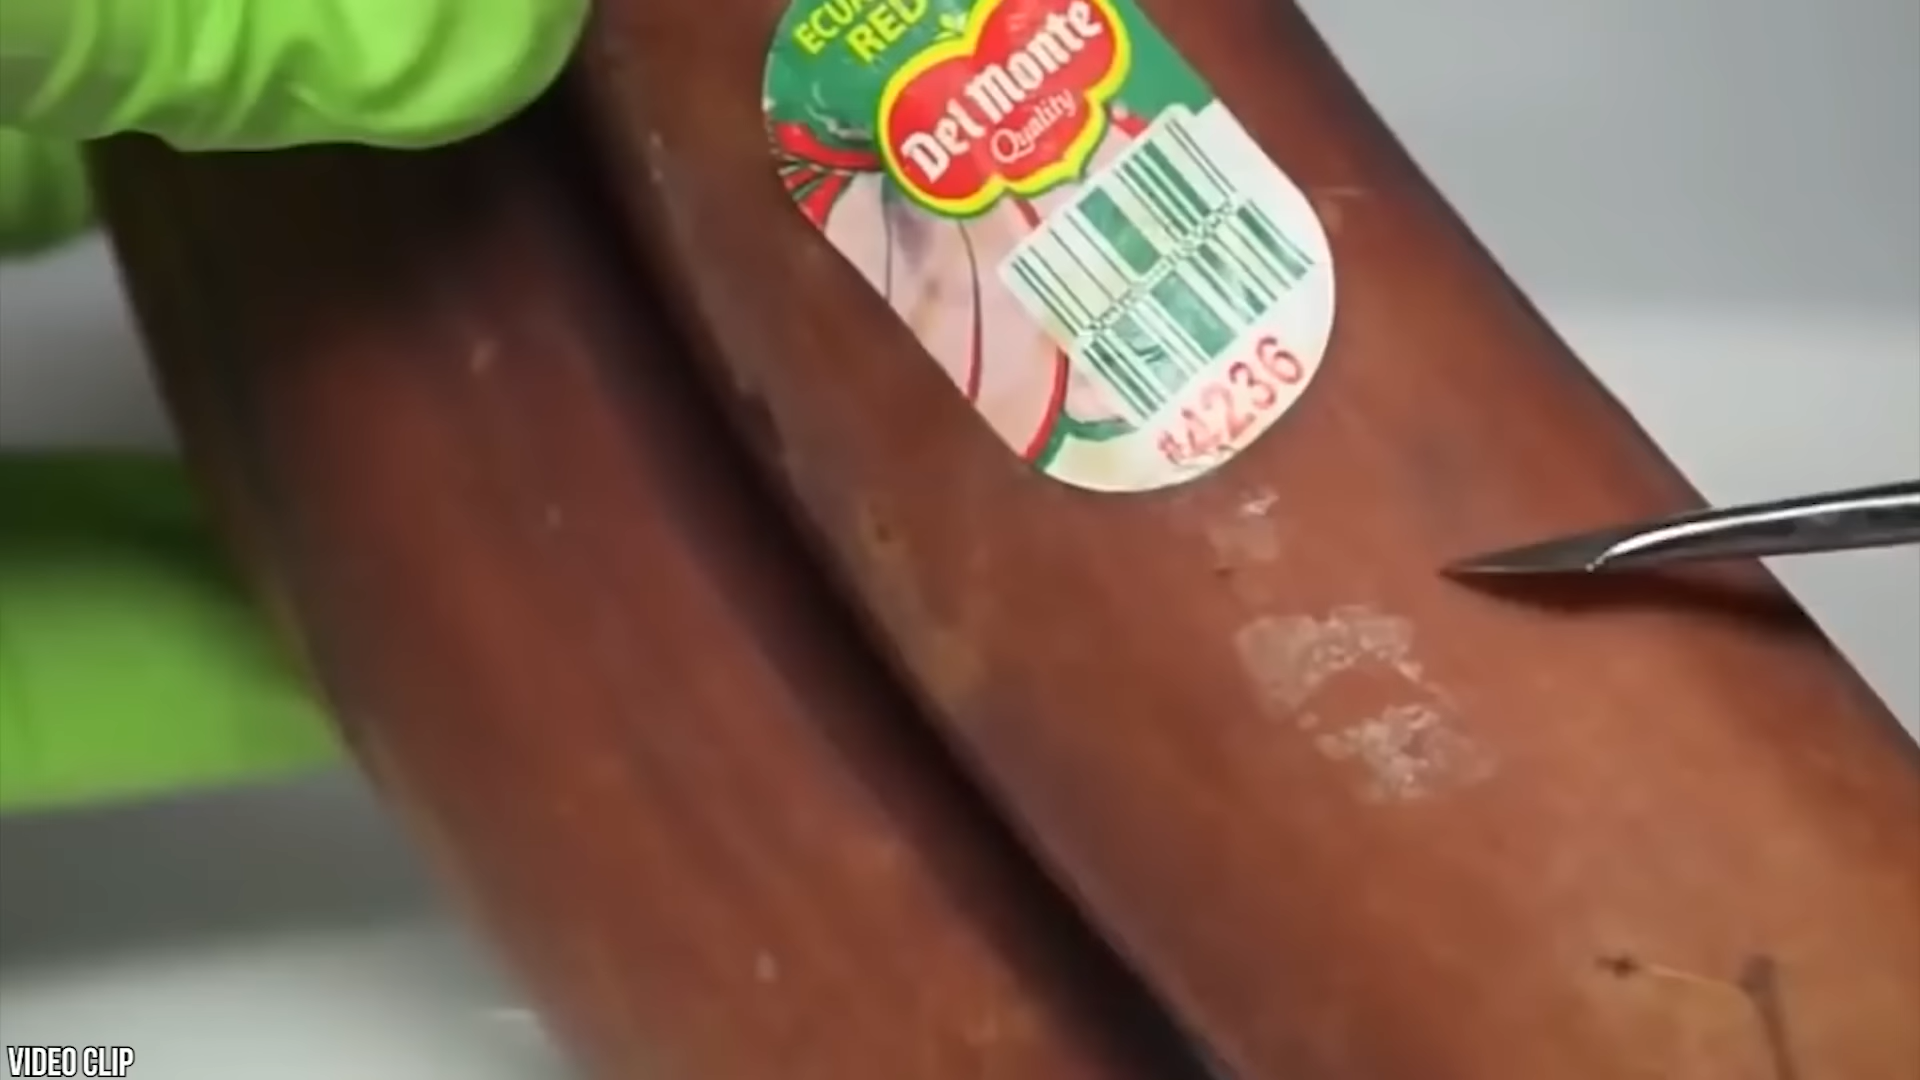 RED
Del Monte
Quality
#4236
VIDEO CLIP